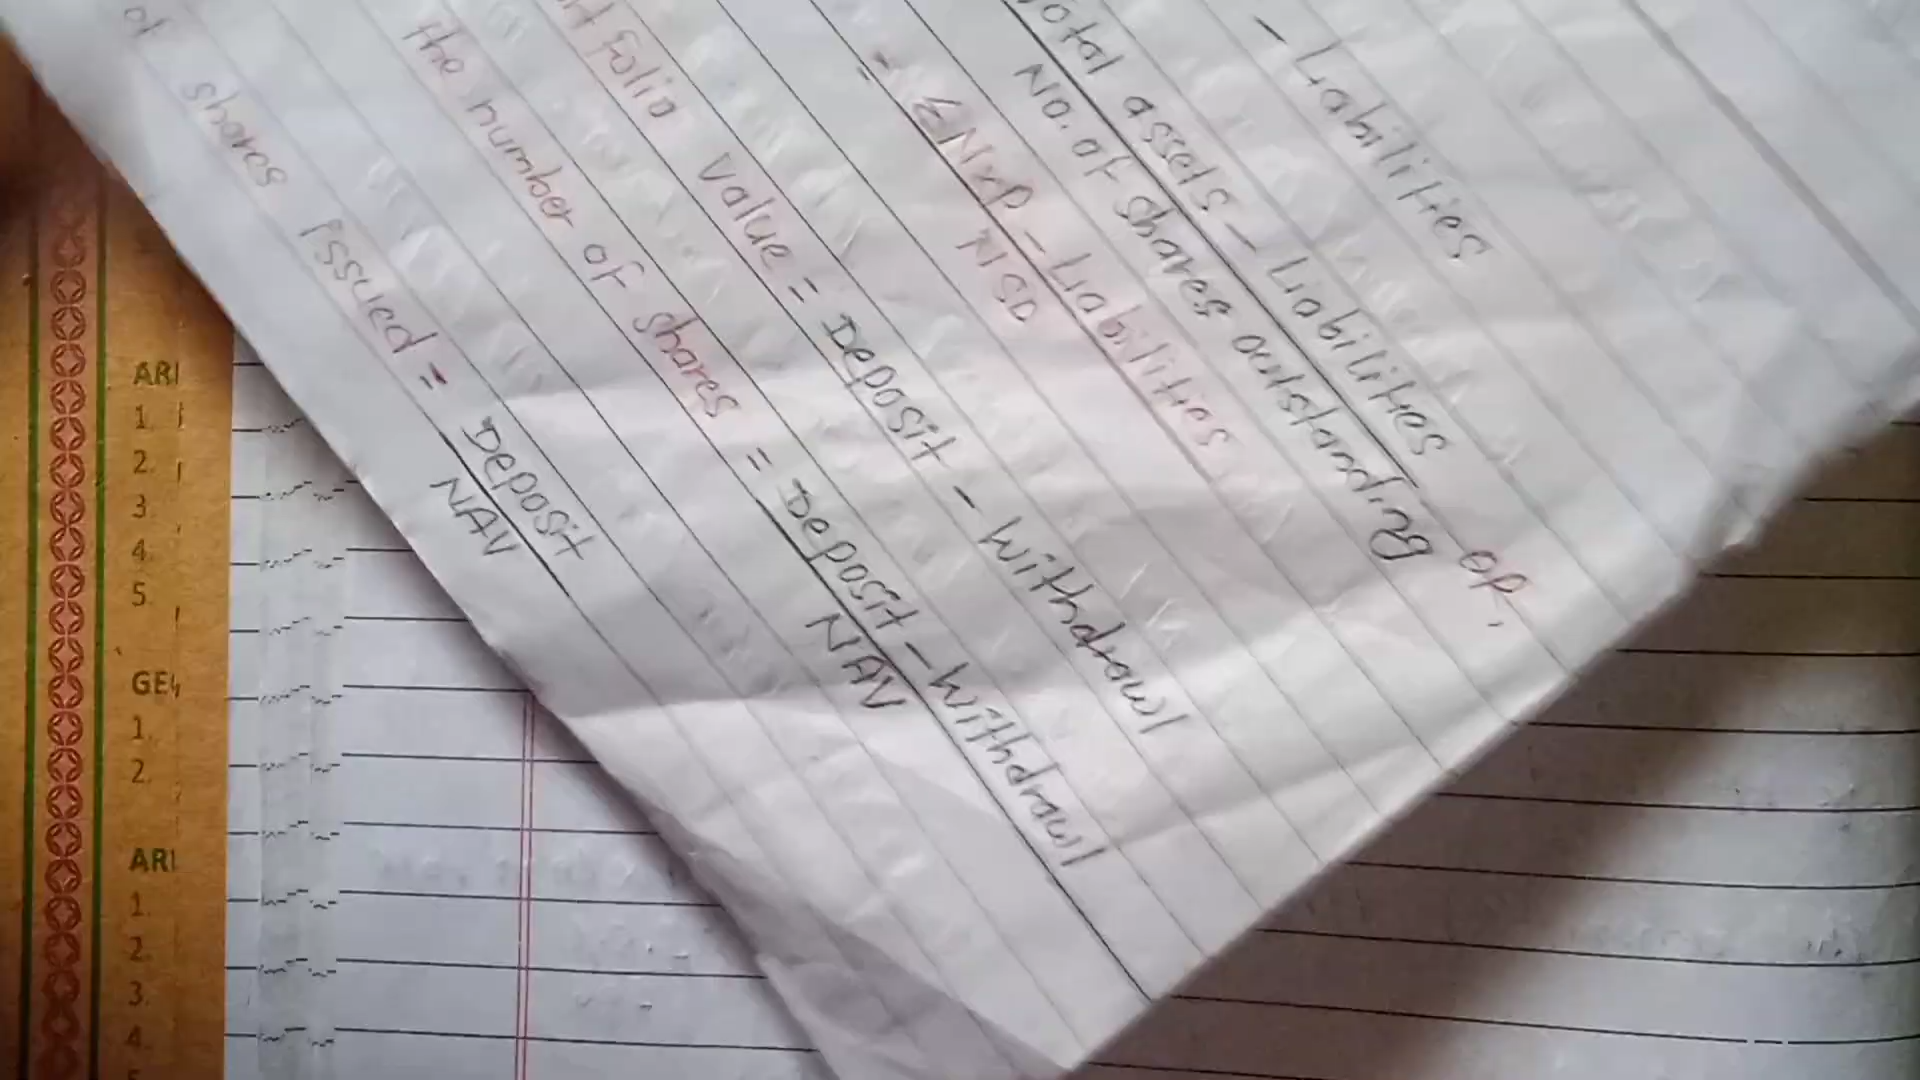 - Liabilities
Total assets - Liabilities or,
No. of shares outstanding
= ΣNxP - Liabilities
NSO
folio value = Deposit - Withdrawl
the number of shares = Deposit - Withdrawl
NAV
of shares issued = Deposit
NAV
ARI
1.
2.
3.
4.
5.
1.
2.
ARI
1.
2.
3.
4.